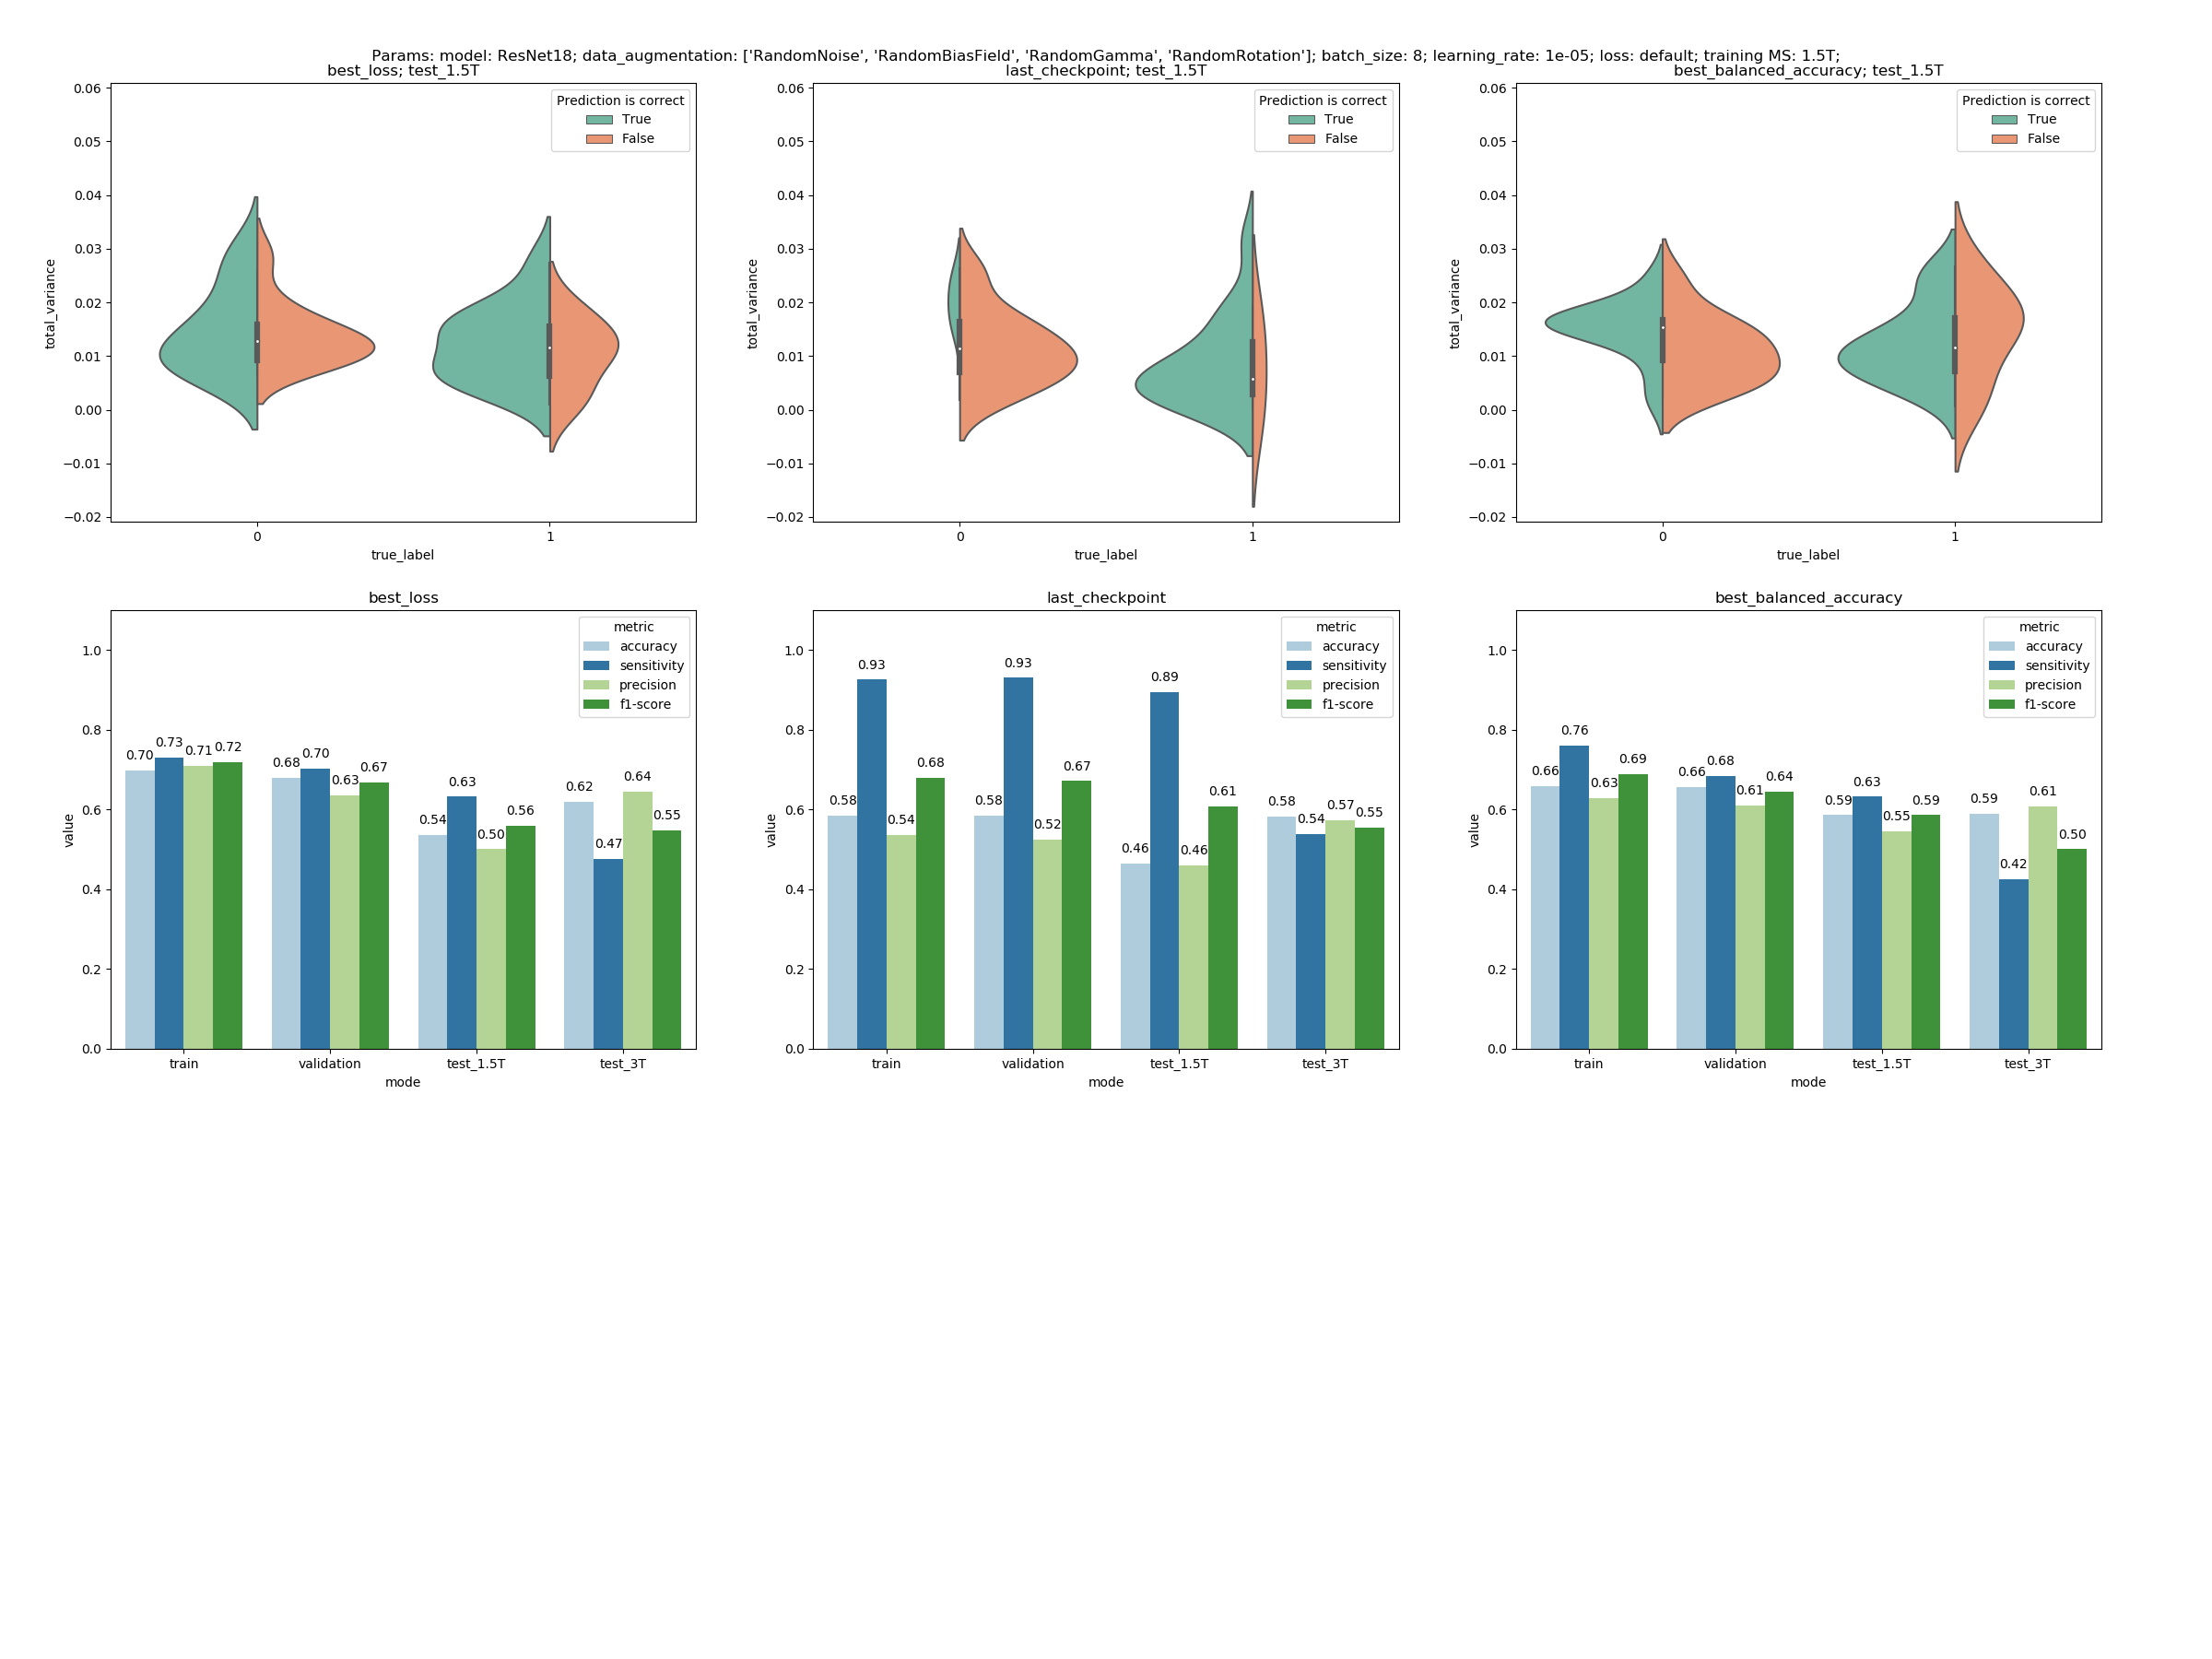 Params: model: ResNet18; data_augmentation: ['RandomNoise', 'RandomBiasField', 'RandomGamma', 'RandomRotation']; batch_size: 8; learning_rate: 1e-05; loss: default; training MS: 1.5T;
best_loss; test_1.5T
0.06
0.05
0.04
0.03
0.02
0.01
0.00
−0.01
−0.02
total_variance
Prediction is correct
True
False
0 1
true_label
last_checkpoint; test_1.5T
0.06
0.05
0.04
0.03
0.02
0.01
0.00
−0.01
−0.02
total_variance
Prediction is correct
True
False
0 1
true_label
best_balanced_accuracy; test_1.5T
0.06
0.05
0.04
0.03
0.02
0.01
0.00
−0.01
−0.02
total_variance
Prediction is correct
True
False
0 1
true_label
best_loss
1.0
0.8
0.6
0.4
0.2
0.0
value
metric
accuracy
sensitivity
precision
f1-score
0.70 0.73 0.71 0.72
0.68 0.70 0.63 0.67
0.54 0.63 0.50 0.56
0.62 0.47 0.64 0.55
train validation test_1.5T test_3T
mode
last_checkpoint
1.0
0.8
0.6
0.4
0.2
0.0
value
metric
accuracy
sensitivity
precision
f1-score
0.58 0.93 0.54 0.68
0.58 0.93 0.52 0.67
0.46 0.89 0.46 0.61
0.58 0.54 0.57 0.55
train validation test_1.5T test_3T
mode
best_balanced_accuracy
1.0
0.8
0.6
0.4
0.2
0.0
value
metric
accuracy
sensitivity
precision
f1-score
0.66 0.76 0.63 0.69
0.66 0.68 0.61 0.64
0.59 0.63 0.55 0.59
0.59 0.42 0.61 0.50
train validation test_1.5T test_3T
mode